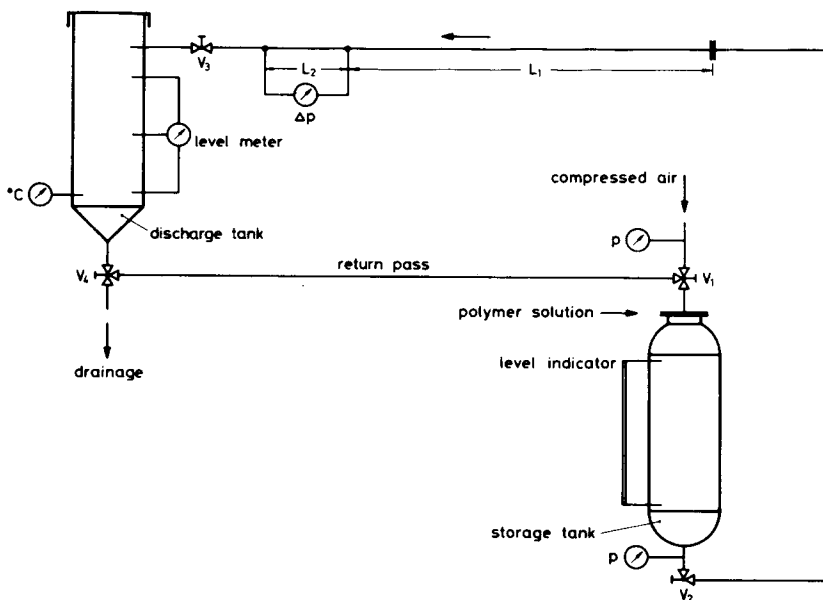 V₃
L₂
L₁
Δp
level meter
°C
discharge tank
compressed air
p
V₄
return pass
V₁
polymer solution
drainage
level indicator
storage tank
p
V₂